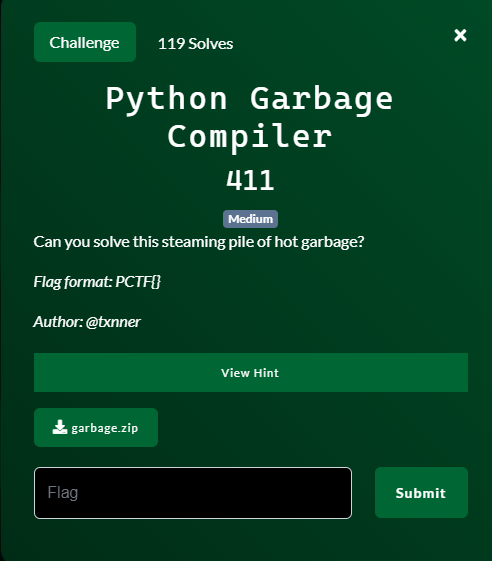 Challenge
119 Solves
×
Python Garbage
Compiler
411
Medium
Can you solve this steaming pile of hot garbage?
Flag format: PCTF{}
Author: @txnner
View Hint
garbage.zip
Flag
Submit